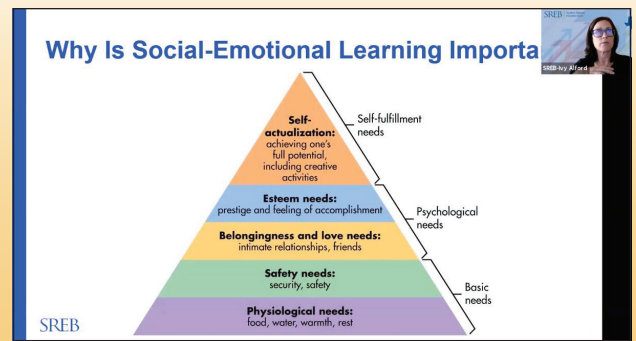 Why Is Social-Emotional Learning Importa
SREB
SREB-Ivy Alford
Self-
actualization:
achieving one's
full potential,
including creative
activities
Self-fulfillment
needs
Esteem needs:
prestige and feeling of accomplishment
Psychological
needs
Belongingness and love needs:
intimate relationships, friends
Safety needs:
security, safety
Basic
needs
Physiological needs:
food, water, warmth, rest
SREB